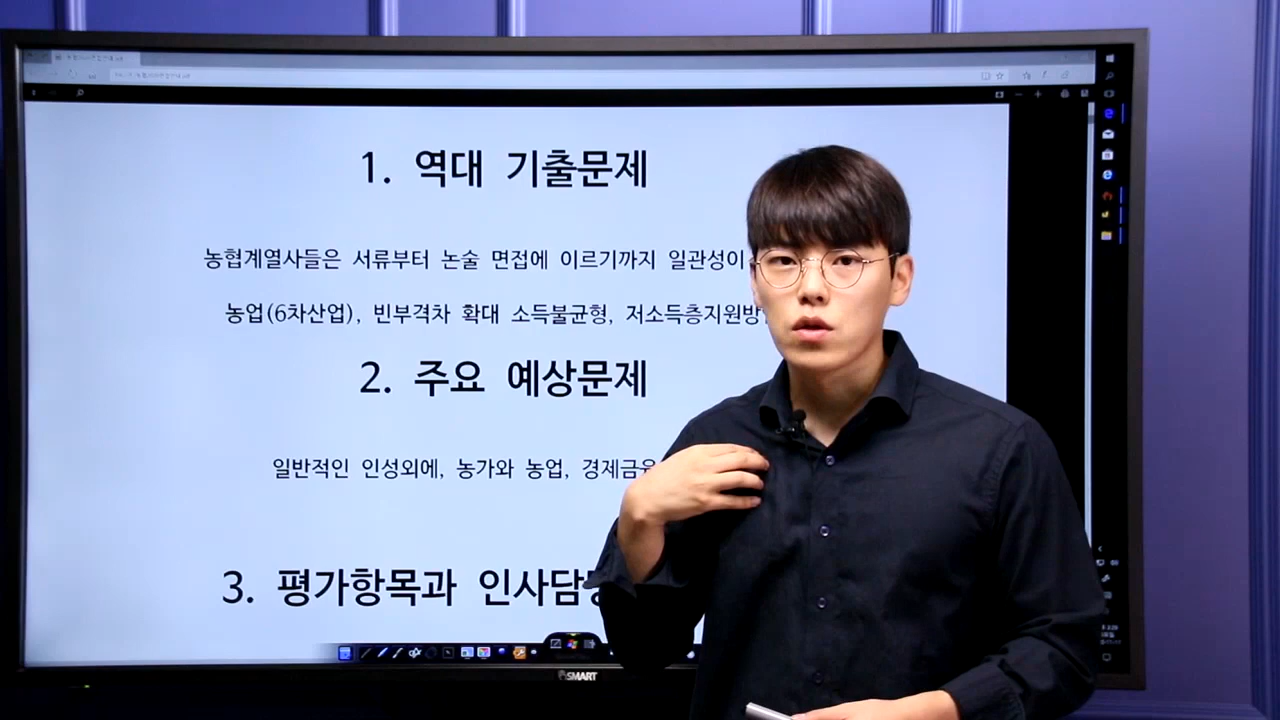 1. 역대 기출문제
농협계열사들은 서류부터 논술 면접에 이르기까지 일관성이
농업(6차산업), 빈부격차 확대 소득불균형, 저소득층지원방
2. 주요 예상문제
일반적인 인성외에, 농가와 농업, 경제금융
3. 평가항목과 인사담당
SMART